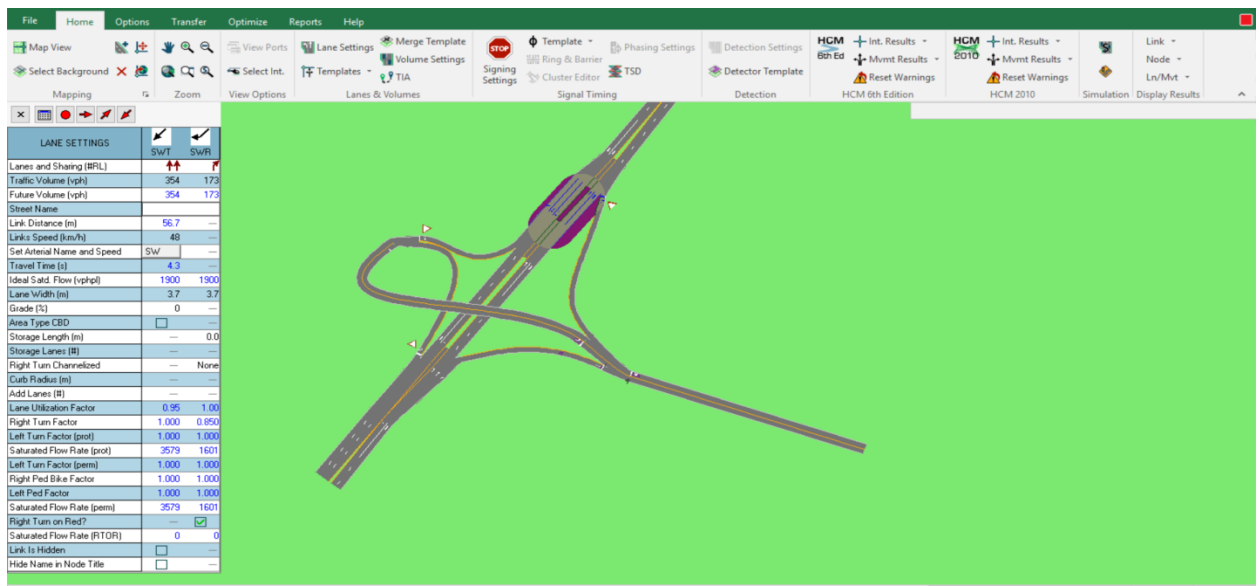 File Home Options Transfer Optimize Reports Help
Map View
Select Background
Mapping
Zoom
View Ports
Select Int.
View Options
Lane Settings
Templates
Merge Template
Volume Settings
TIA
Lanes & Volumes
STOP
Signing
Settings
Template
Ring & Barrier
Cluster Editor
Phasing Settings
TSD
Signal Timing
Detection Settings
Detector Template
Detection
HCM
6th Ed
Int. Results
Mvmt Results
Reset Warnings
HCM 6th Edition
HCM
2010
Int. Results
Mvmt Results
Reset Warnings
HCM 2010
Simulation
Link
Node
Ln/Mvt
Display Results
LANE SETTINGS SWT SWR
Lanes and Sharing (#RL)
Traffic Volume (vph) 354 173
Future Volume (vph) 354 173
Street Name
Link Distance (m) 56.7 —
Links Speed (km/h) 48 —
Set Arterial Name and Speed SW —
Travel Time (s) 4.3 —
Ideal Satd. Flow (vphpl) 1900 1900
Lane Width (m) 3.7 3.7
Grade (%) 0 —
Area Type CBD —
Storage Length (m) — 0.0
Storage Lanes (#) — —
Right Turn Channelized — None
Curb Radius (m) — —
Add Lanes (#) — —
Lane Utilization Factor 0.95 1.00
Right Turn Factor 1.000 0.850
Left Turn Factor (prot) 1.000 1.000
Saturated Flow Rate (prot) 3579 1601
Left Turn Factor (perm) 1.000 1.000
Right Ped Bike Factor 1.000 1.000
Left Ped Factor 1.000 1.000
Saturated Flow Rate (perm) 3579 1601
Right Turn on Red? —
Saturated Flow Rate (RTOR) 0 0
Link Is Hidden —
Hide Name in Node Title —